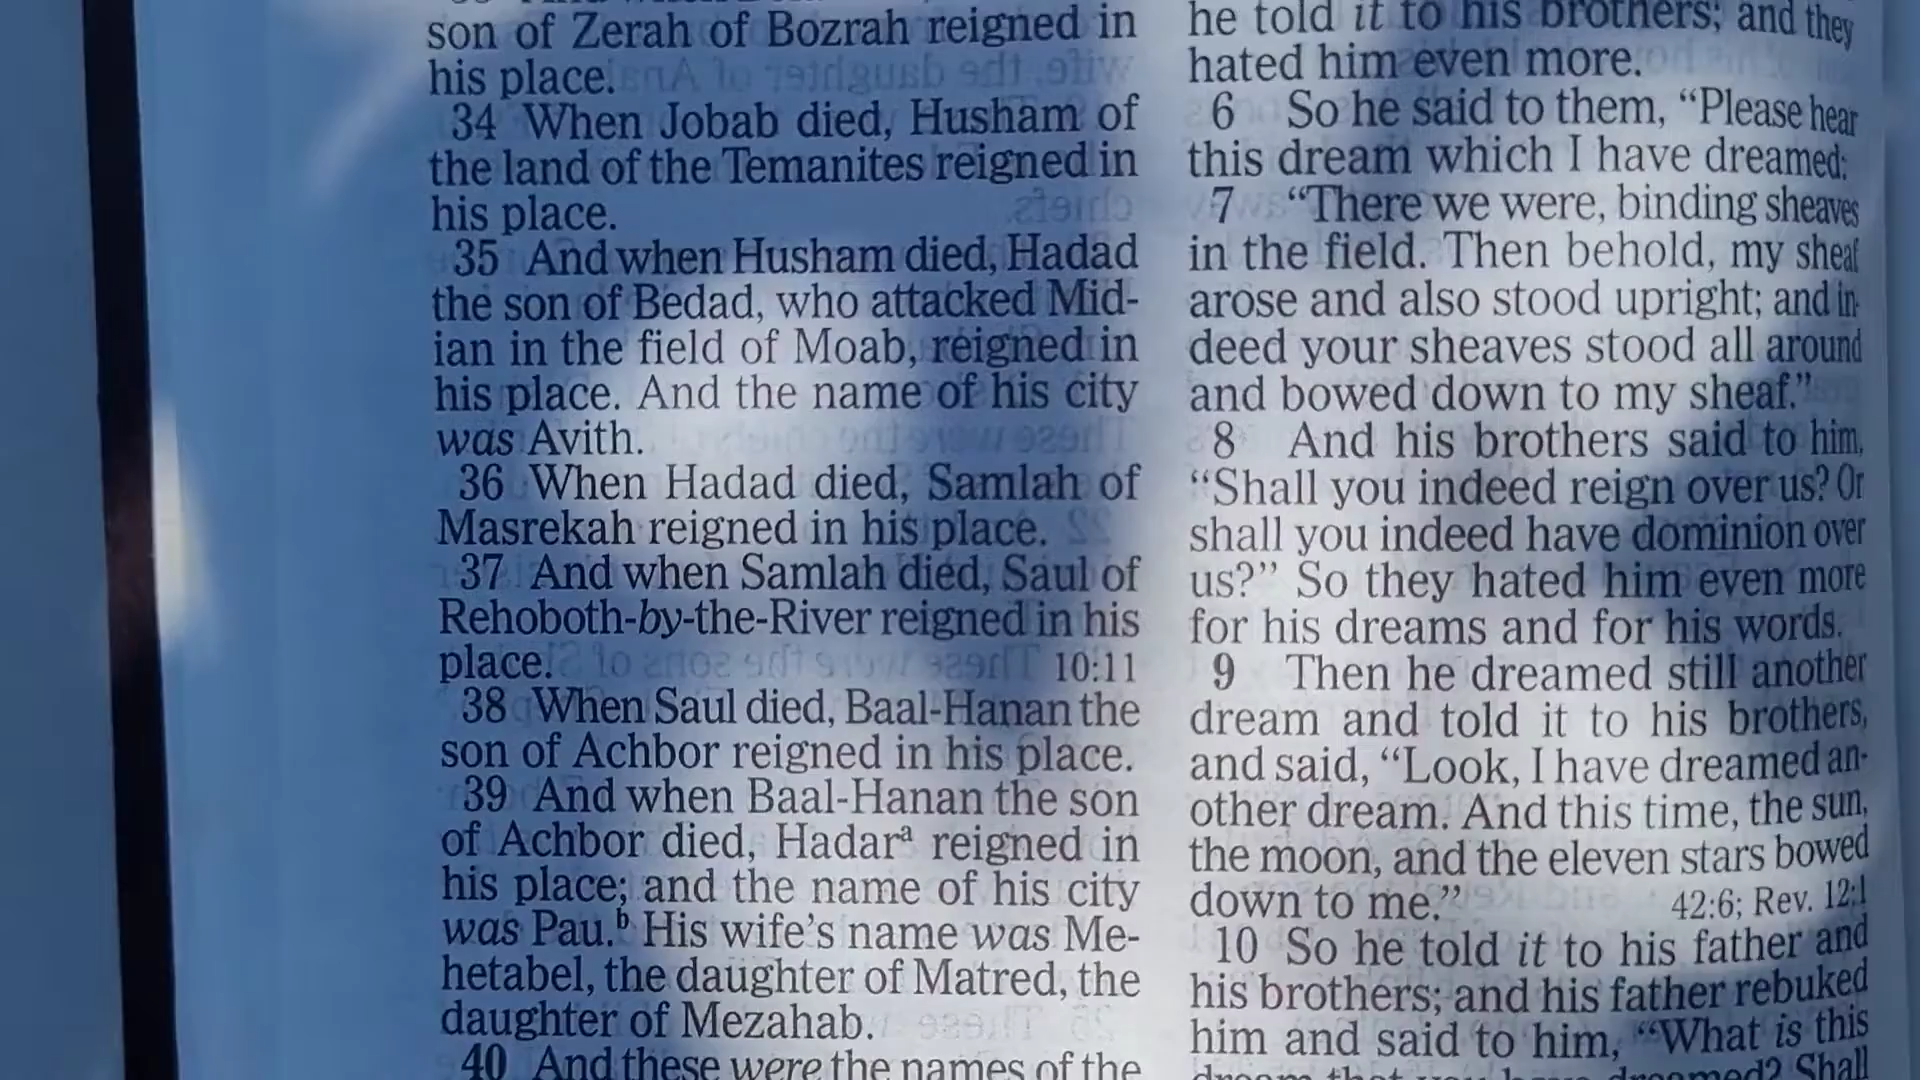 son of Zerah of Bozrah reigned in
his place.
34 When Jobab died, Husham of
the land of the Temanites reigned in
his place.
35 And when Husham died, Hadad
the son of Bedad, who attacked Mid-
ian in the field of Moab, reigned in
his place. And the name of his city
was Avith.
36 When Hadad died, Samlah of
Masrekah reigned in his place.
37 And when Samlah died, Saul of
Rehoboth-by-the-River reigned in his
place. 10:11
38 When Saul died, Baal-Hanan the
son of Achbor reigned in his place.
39 And when Baal-Hanan the son
of Achbor died, Hadarª reigned in
his place; and the name of his city
was Pau.ᵇ His wife's name was Me-
hetabel, the daughter of Matred, the
daughter of Mezahab.
40 And these were the names of the
he told it to his brothers; and they
hated him even more.
6 So he said to them, “Please hear
this dream which I have dreamed:
7 “There we were, binding sheaves
in the field. Then behold, my sheaf
arose and also stood upright; and in-
deed your sheaves stood all around
and bowed down to my sheaf.”
8 And his brothers said to him,
“Shall you indeed reign over us? Or
shall you indeed have dominion over
us?” So they hated him even more
for his dreams and for his words.
9 Then he dreamed still another
dream and told it to his brothers,
and said, “Look, I have dreamed an-
other dream. And this time, the sun,
the moon, and the eleven stars bowed
down to me.” 42:6; Rev. 12:1
10 So he told it to his father and
his brothers; and his father rebuked
him and said to him, “What is this
dream that you have dreamed? Shall